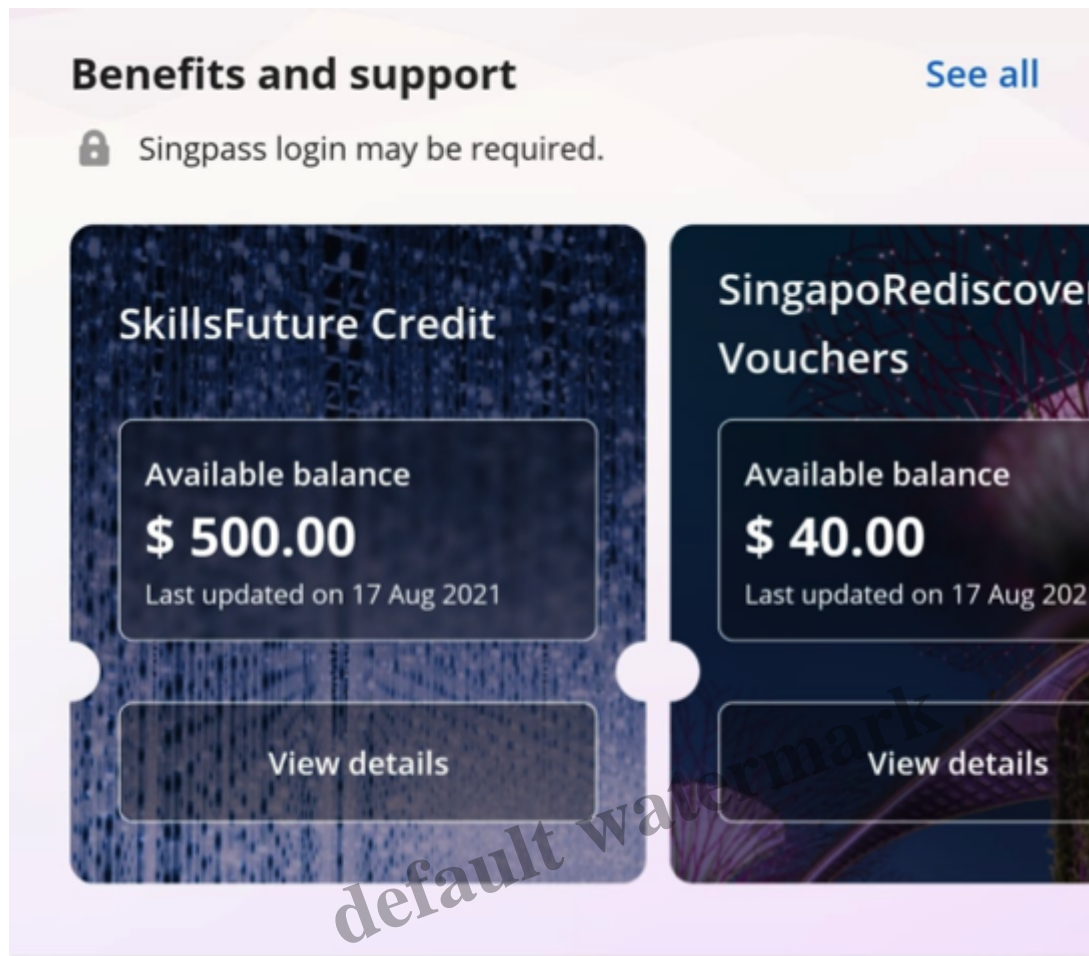 Benefits and support
See all
Singpass login may be required.
SkillsFuture Credit
Available balance
$ 500.00
Last updated on 17 Aug 2021
View details
SingapoRediscover
Vouchers
Available balance
$ 40.00
Last updated on 17 Aug 202
View details
default watermark